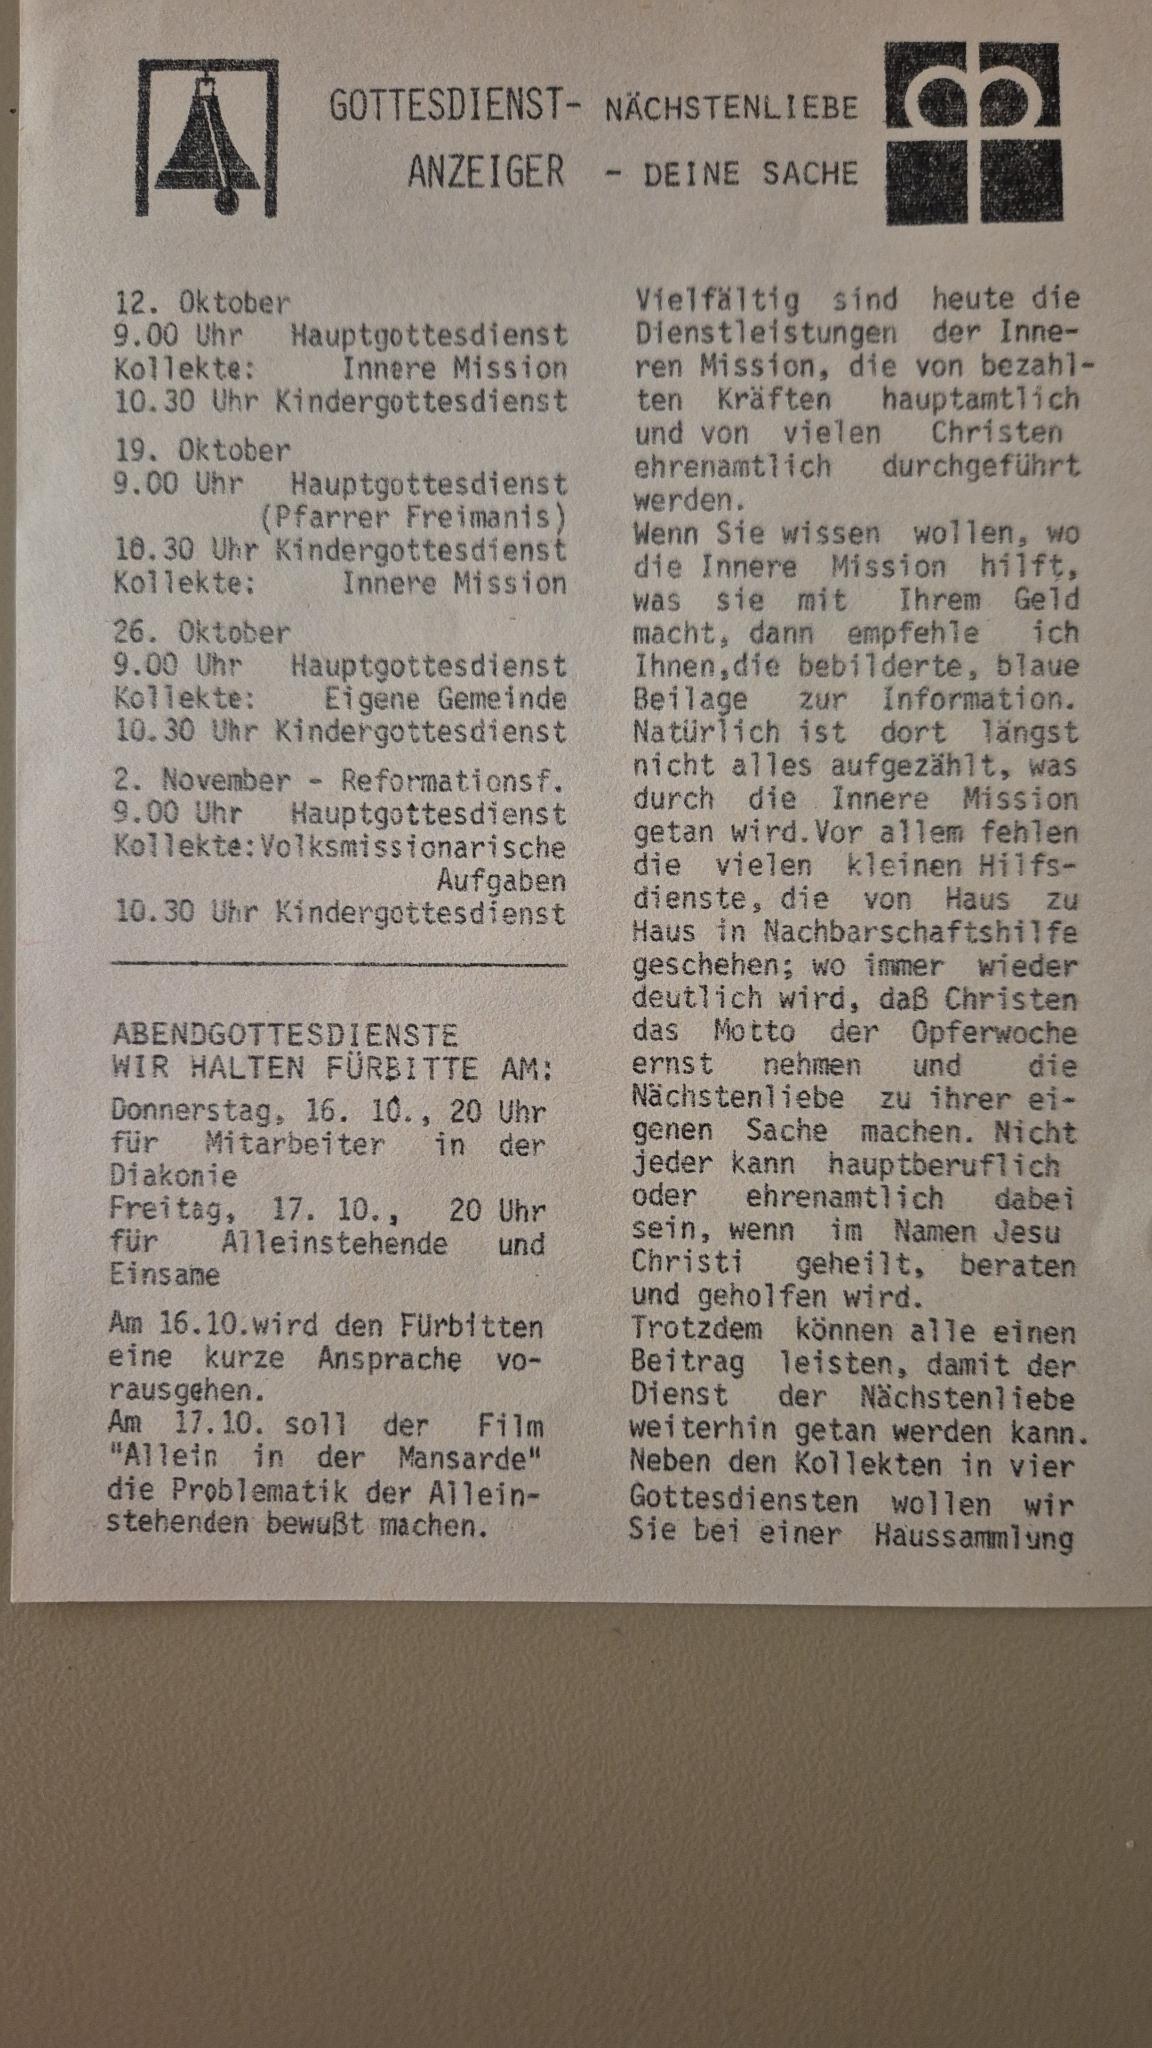 GOTTESDIENST-
ANZEIGER
NÄCHSTENLIEBE
- DEINE SACHE
12. Oktober
9.00 Uhr Hauptgottesdienst
Kollekte: Innere Mission
10.30 Uhr Kindergottesdienst
19. Oktober
9.00 Uhr Hauptgottesdienst
(Pfarrer Freimanis)
10.30 Uhr Kindergottesdienst
Kollekte: Innere Mission
26. Oktober
9.00 Uhr Hauptgottesdienst
Kollekte: Eigene Gemeinde
10.30 Uhr Kindergottesdienst
2. November - Reformationsf.
9.00 Uhr Hauptgottesdienst
Kollekte:Volksmissionarische
Aufgaben
10.30 Uhr Kindergottesdienst
ABENDGOTTESDIENSTE
WIR HALTEN FÜRBITTE AM:
Donnerstag, 16. 10., 20 Uhr
für Mitarbeiter in der
Diakonie
Freitag, 17. 10., 20 Uhr
für Alleinstehende und
Einsame
Am 16.10.wird den Fürbitten
eine kurze Ansprache vo-
rausgehen.
Am 17.10. soll der Film
"Allein in der Mansarde"
die Problematik der Allein-
stehenden bewußt machen.
Vielfältig sind heute die
Dienstleistungen der Inne-
ren Mission, die von bezahl-
ten Kräften hauptamtlich
und von vielen Christen
ehrenamtlich durchgeführt
werden.
Wenn Sie wissen wollen, wo
die Innere Mission hilft,
was sie mit Ihrem Geld
macht, dann empfehle ich
Ihnen,die bebilderte, blaue
Beilage zur Information.
Natürlich ist dort längst
nicht alles aufgezählt, was
durch die Innere Mission
getan wird.Vor allem fehlen
die vielen kleinen Hilfs-
dienste, die von Haus zu
Haus in Nachbarschaftshilfe
geschehen; wo immer wieder
deutlich wird, daß Christen
das Motto der Opferwoche
ernst nehmen und die
Nächstenliebe zu ihrer ei-
genen Sache machen. Nicht
jeder kann hauptberuflich
oder ehrenamtlich dabei
sein, wenn im Namen Jesu
Christi geheilt, beraten
und geholfen wird.
Trotzdem können alle einen
Beitrag leisten, damit der
Dienst der Nächstenliebe
weiterhin getan werden kann.
Neben den Kollekten in vier
Gottesdiensten wollen wir
Sie bei einer Haussammlung